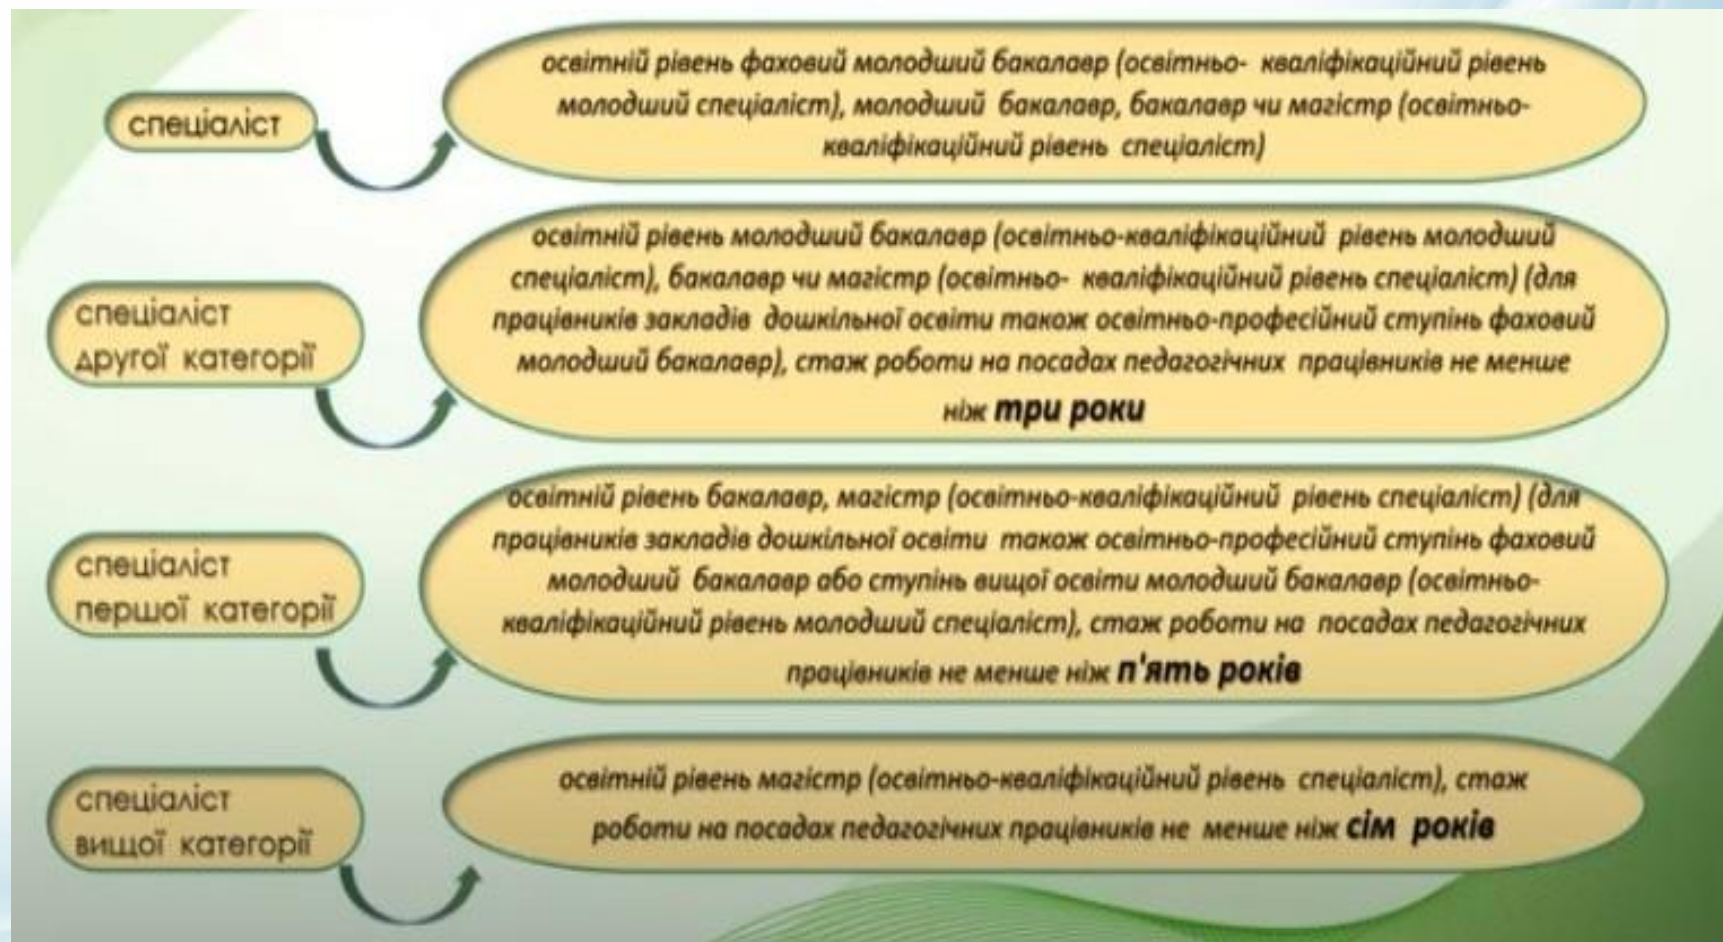 спеціаліст
освітній рівень фаховий молодший бакалавр (освітньо- кваліфікаційний рівень
молодший спеціаліст), молодший бакалавр, бакалавр чи магістр (освітньо-
кваліфікаційний рівень спеціаліст)
спеціаліст
другої категорії
освітній рівень молодший бакалавр (освітньо-кваліфікаційний рівень молодший
спеціаліст), бакалавр чи магістр (освітньо- кваліфікаційний рівень спеціаліст) (для
працівників закладів дошкільної освіти також освітньо-професійний ступінь фаховий
молодший бакалавр), стаж роботи на посадах педагогічних працівників не менше
ніж три роки
спеціаліст
першої категорії
освітній рівень бакалавр, магістр (освітньо-кваліфікаційний рівень спеціаліст) (для
працівників закладів дошкільної освіти також освітньо-професійний ступінь фаховий
молодший бакалавр або ступінь вищої освіти молодший бакалавр (освітньо-
кваліфікаційний рівень молодший спеціаліст), стаж роботи на посадах педагогічних
працівників не менше ніж п'ять років
спеціаліст
вищої категорії
освітній рівень магістр (освітньо-кваліфікаційний рівень спеціаліст), стаж
роботи на посадах педагогічних працівників не менше ніж сім років